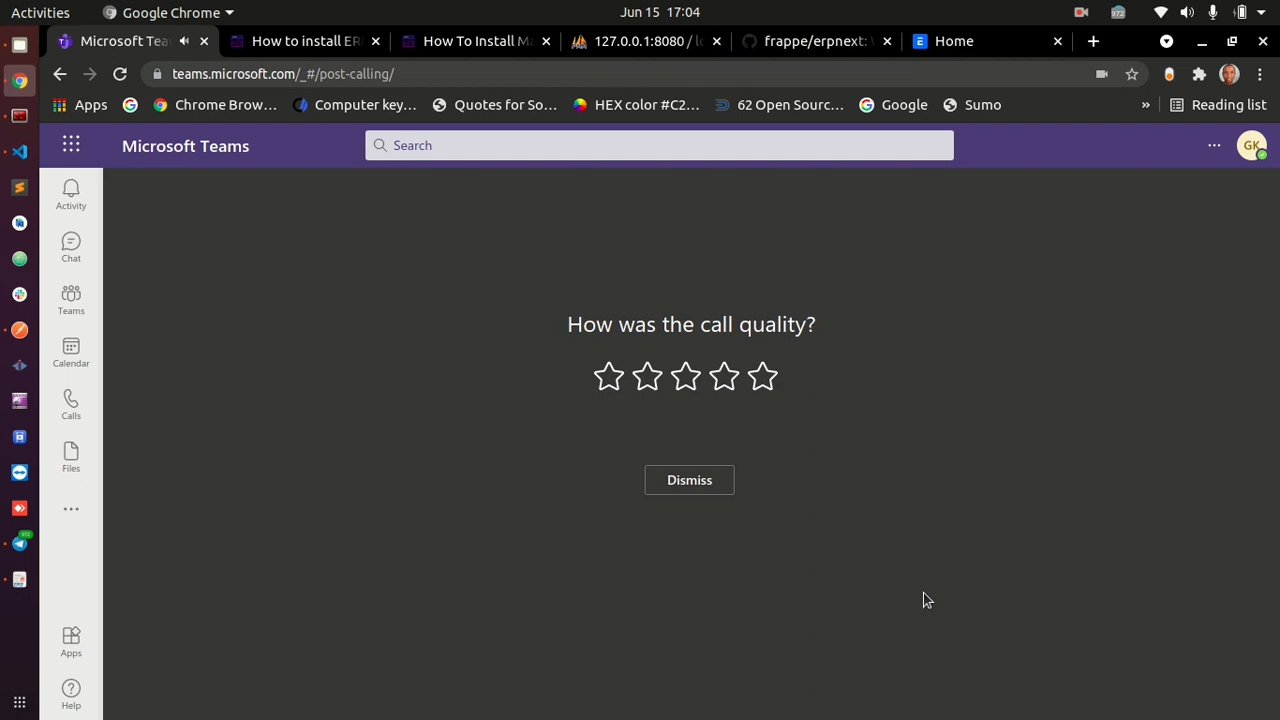 Activities
Google Chrome
Jun 15 17:04
972
Microsoft Tea
How to install ER
How To Install Ma
127.0.0.1:8080 / lo
frappe/erpnext:
Home
teams.microsoft.com/_#/post-calling/
Apps
Chrome Brow...
Computer key...
Quotes for So...
HEX color #C2...
62 Open Sourc...
Google
Sumo
»
Reading list
Microsoft Teams
Search
GK
Activity
Chat
Teams
Calendar
Calls
Files
Apps
Help
How was the call quality?
Dismiss